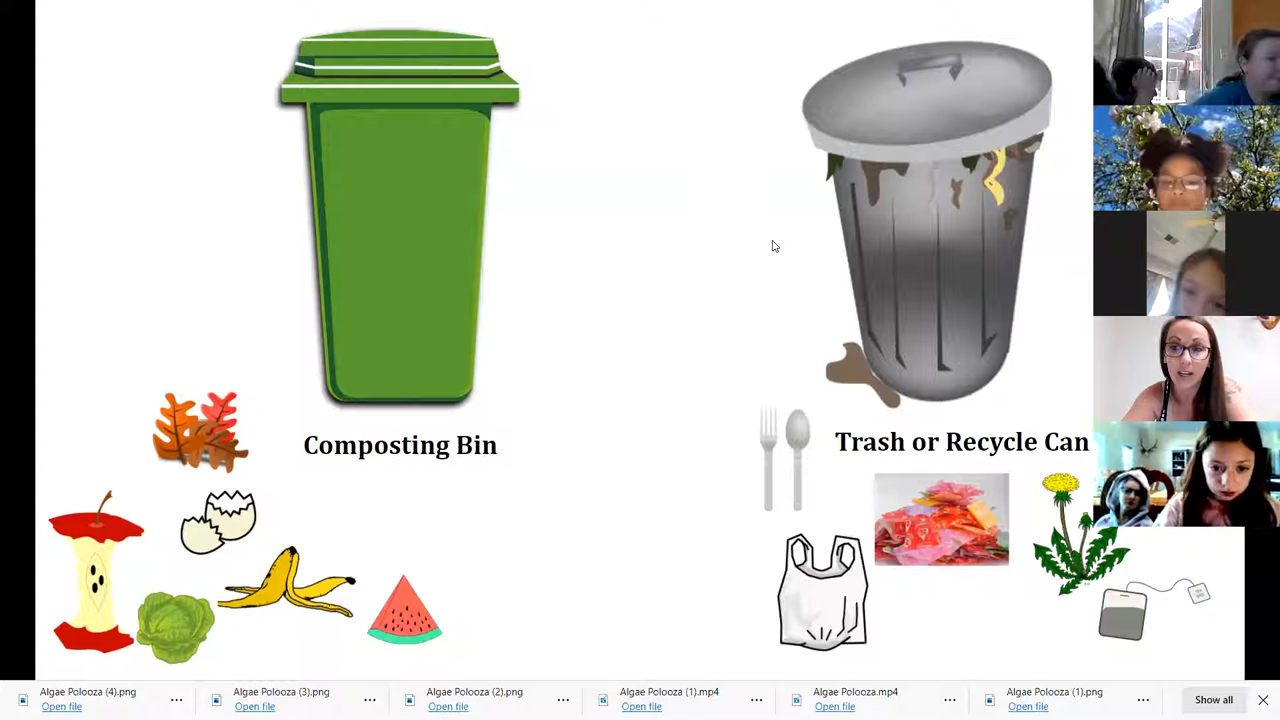 Composting Bin
Trash or Recycle Can
Algae Polooza (4).png
Open file
Algae Polooza (3).png
Open file
Algae Polooza (2).png
Open file
Algae Polooza (1).mp4
Open file
Algae Polooza.mp4
Open file
Algae Polooza (1).png
Open file
Show all